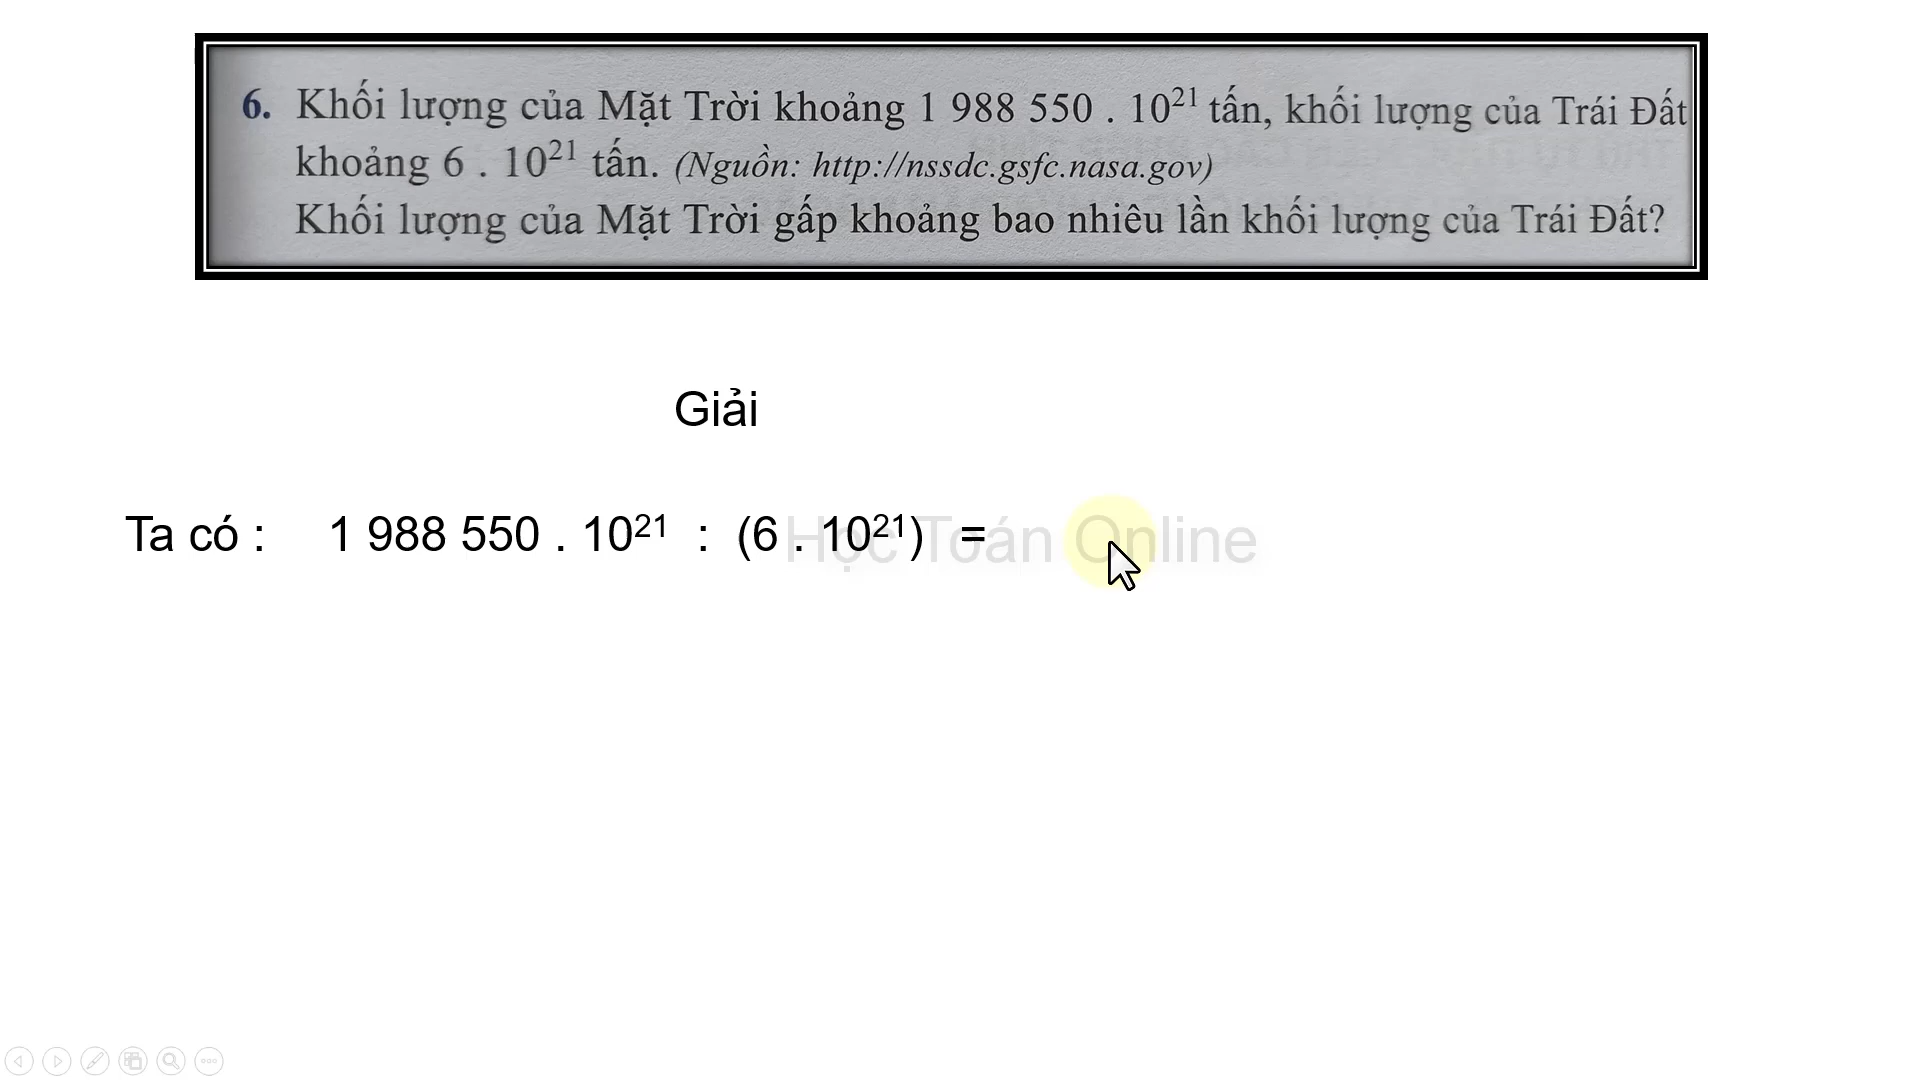 6. Khối lượng của Mặt Trời khoảng 1 988 550 . 10²¹ tấn, khối lượng của Trái Đất
khoảng 6 . 10²¹ tấn. (Nguồn: http://nssdc.gsfc.nasa.gov)
Khối lượng của Mặt Trời gấp khoảng bao nhiêu lần khối lượng của Trái Đất?
Giải
Ta có : 1 988 550 . 10²¹ : (6 . 10²¹) =
Học Toán Online